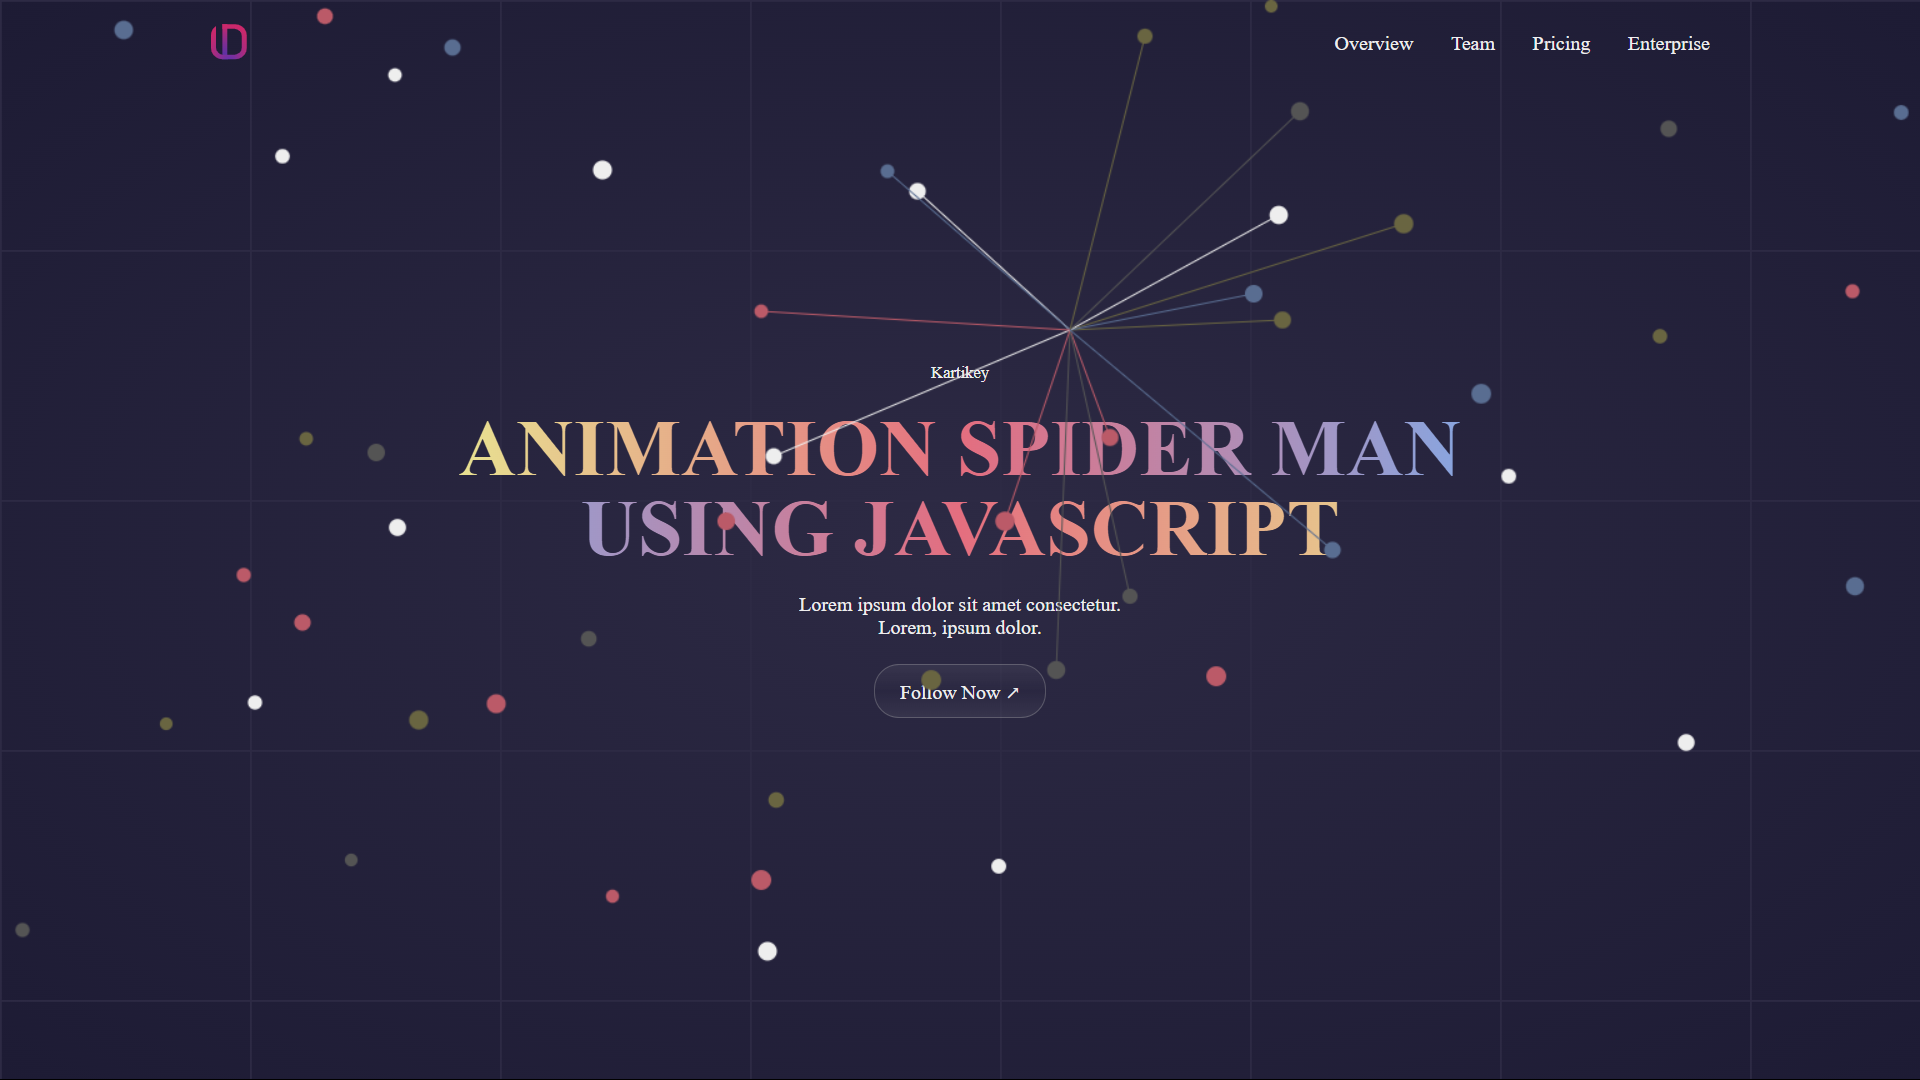 Overview Team Pricing Enterprise
Kartikey
ANIMATION SPIDER MAN
USING JAVASCRIPT
Lorem ipsum dolor sit amet consectetur.
Lorem, ipsum dolor.
Follow Now ↗